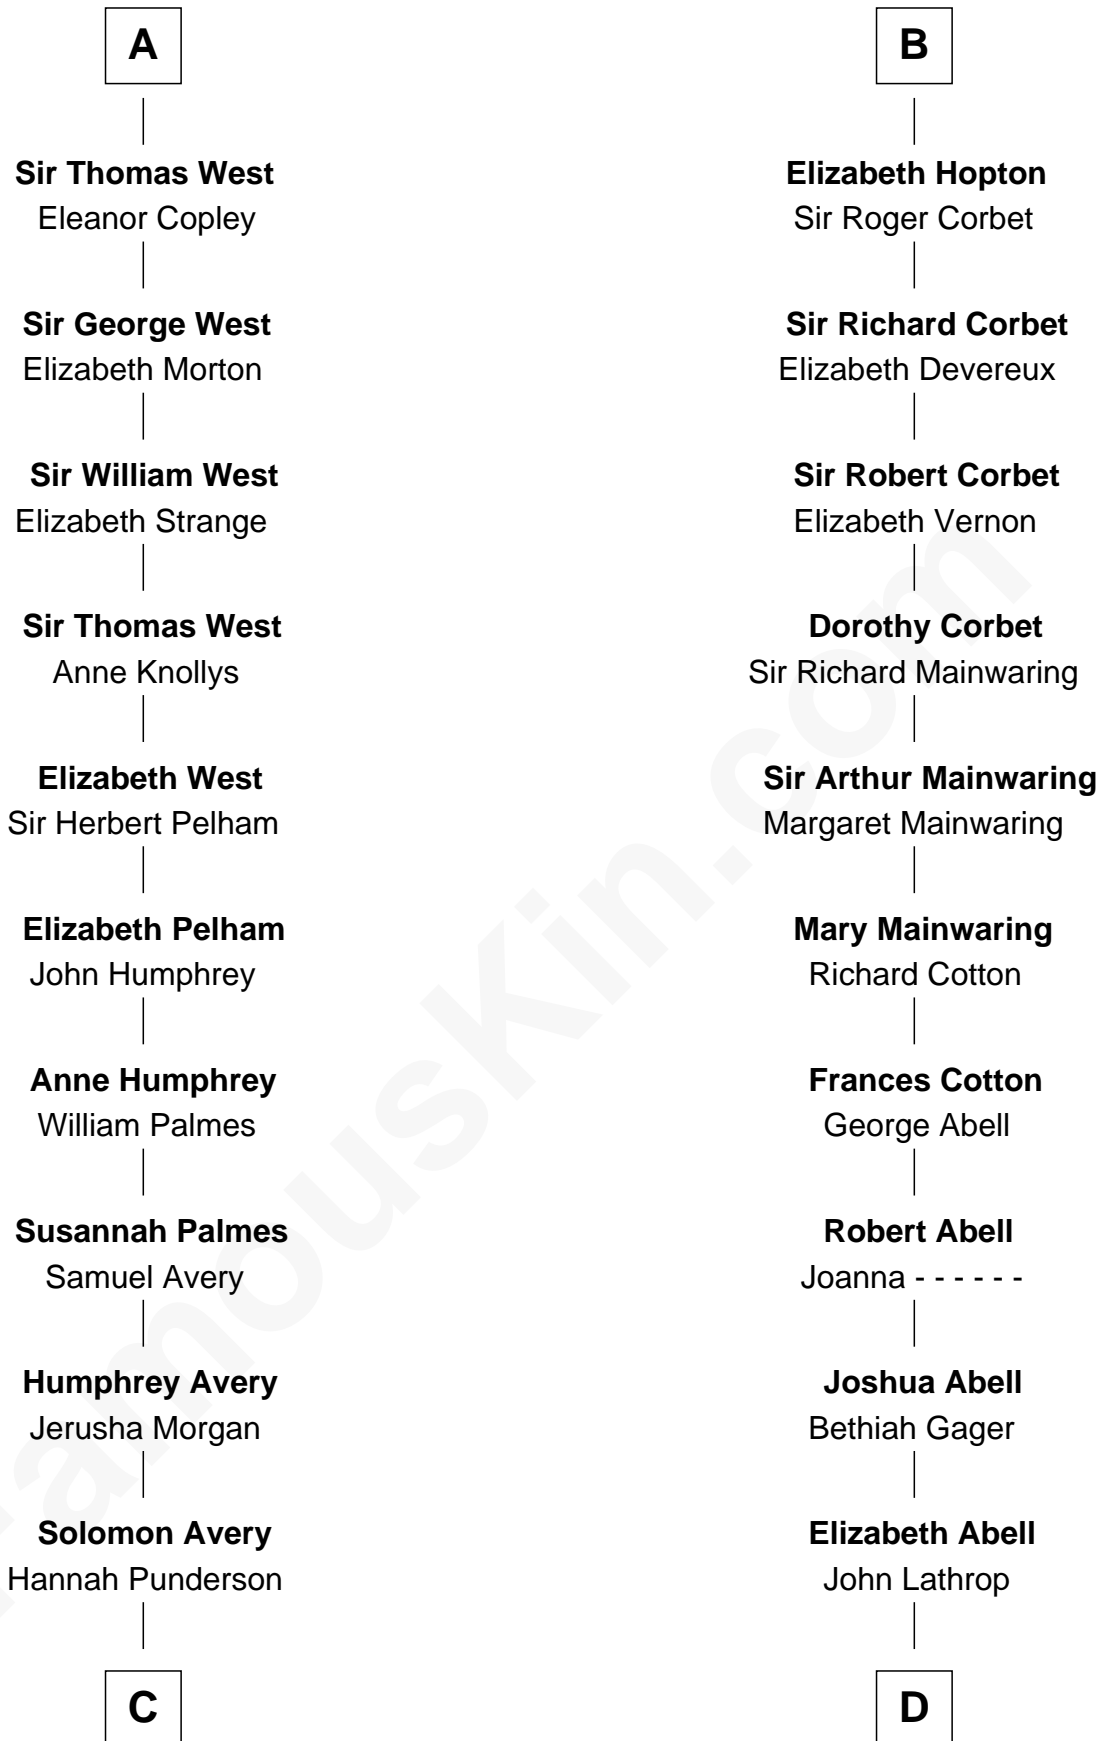 A
Sir Thomas West
Eleanor Copley
Sir George West
Elizabeth Morton
Sir William West
Elizabeth Strange
Sir Thomas West
Anne Knollys
Elizabeth West
Sir Herbert Pelham
Elizabeth Pelham
John Humphrey
Anne Humphrey
William Palmes
Susannah Palmes
Samuel Avery
Humphrey Avery
Jerusha Morgan
Solomon Avery
Hannah Punderson
C
B
Elizabeth Hopton
Sir Roger Corbet
Sir Richard Corbet
Elizabeth Devereux
Sir Robert Corbet
Elizabeth Vernon
Dorothy Corbet
Sir Richard Mainwaring
Sir Arthur Mainwaring
Margaret Mainwaring
Mary Mainwaring
Richard Cotton
Frances Cotton
George Abell
Robert Abell
Joanna - - - - - -
Joshua Abell
Bethiah Gager
Elizabeth Abell
John Lathrop
D
FamousKin.com